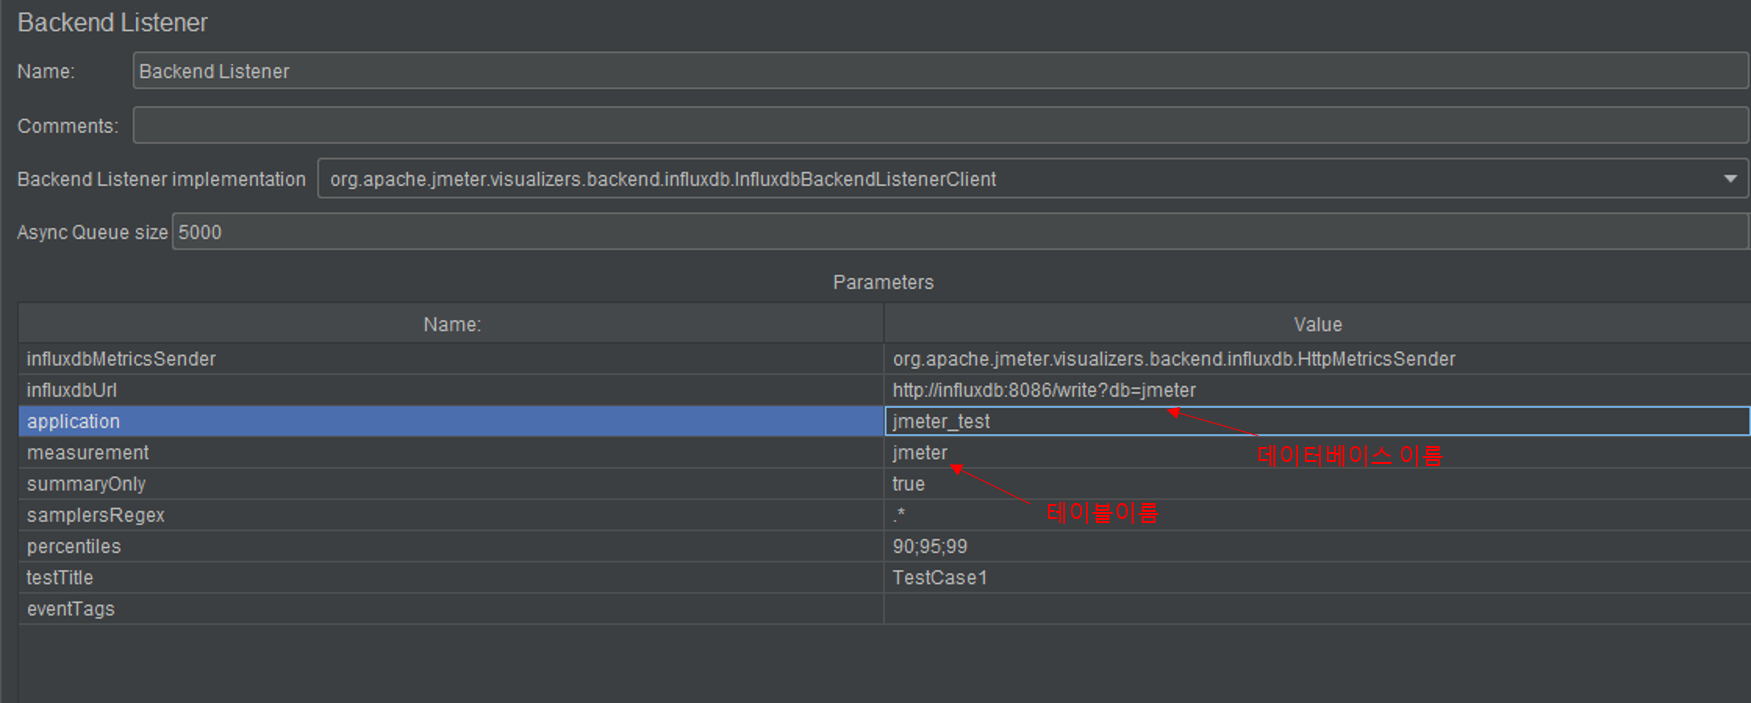 Backend Listener
Name: Backend Listener
Comments:
Backend Listener implementation org.apache.jmeter.visualizers.backend.influxdb.InfluxdbBackendListenerClient
Async Queue size 5000
Parameters
Name: Value
influxdbMetricsSender org.apache.jmeter.visualizers.backend.influxdb.HttpMetricsSender
influxdbUrl http://influxdb:8086/write?db=jmeter
application jmeter_test
measurement jmeter 데이터베이스 이름
summaryOnly true
samplersRegex .* 테이블이름
percentiles 90;95;99
testTitle TestCase1
eventTags